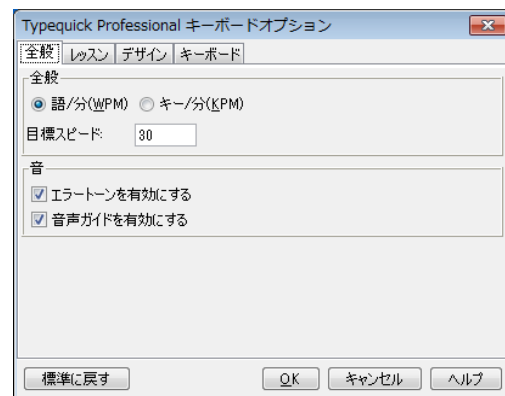 Typequick Professional キーボードオプション
全般 レッスン デザイン キーボード
全般
語/分(WPM) キー/分(KPM)
目標スピード: 30
音
エラートーンを有効にする
音声ガイドを有効にする
標準に戻す OK キャンセル ヘルプ